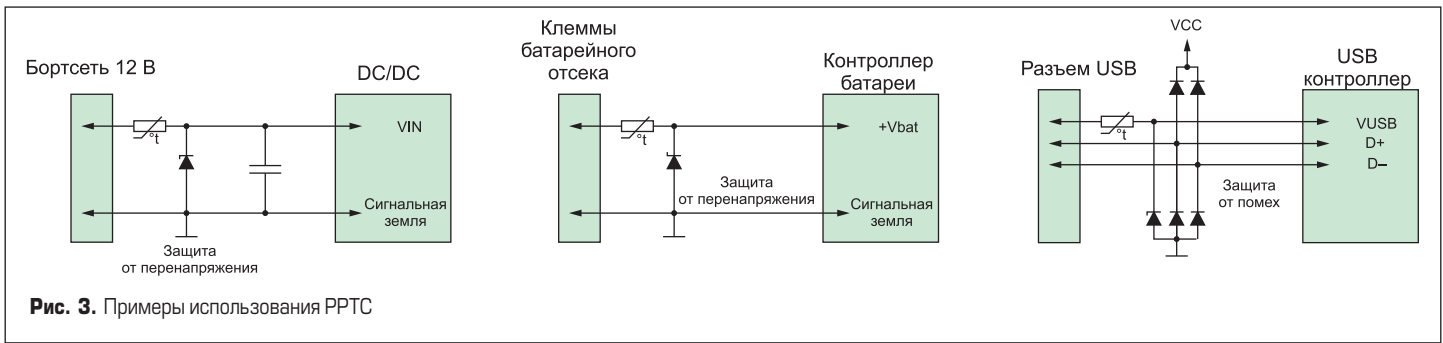 Бортсеть 12 В
DC/DC
°t
VIN
Сигнальная
земля
Защита
от перенапряжения
Клеммы
батарейного
отсека
Контроллер
батареи
°t
+Vbat
Защита
от перенапряжения
Сигнальная
земля
VCC
Разъем USB
USB
контроллер
°t
VUSB
D+
D–
Защита
от помех
Рис. 3. Примеры использования PPTC